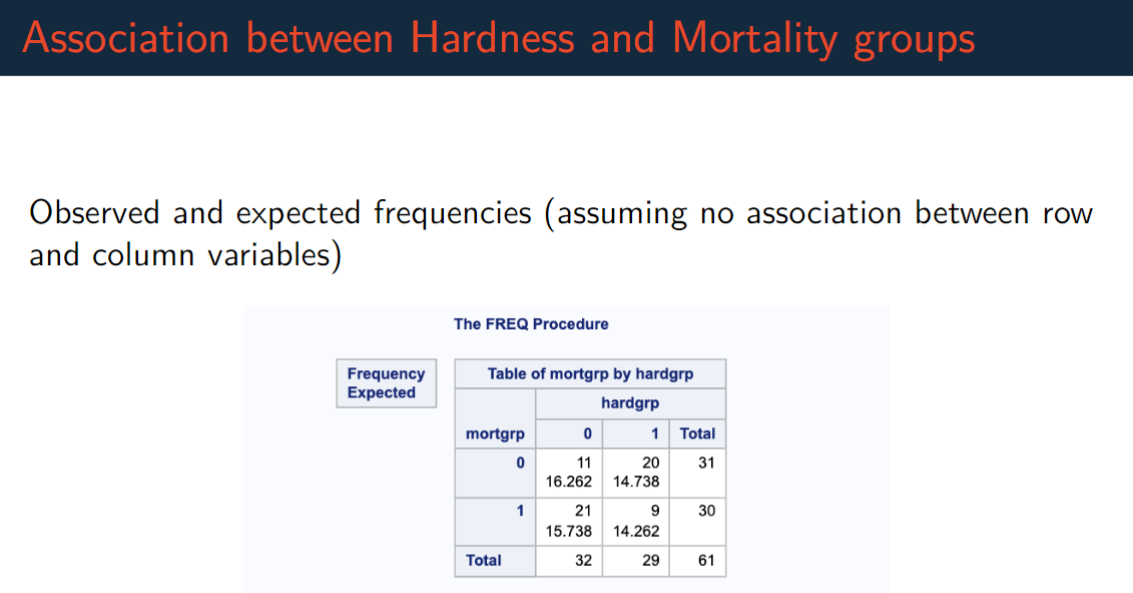 Association between Hardness and Mortality groups
Observed and expected frequencies (assuming no association between row
and column variables)
The FREQ Procedure
Frequency
Expected
Table of mortgrp by hardgrp
hardgrp
mortgrp 0 1 Total
0 11 20 31
16.262 14.738
1 21 9 30
15.738 14.262
Total 32 29 61